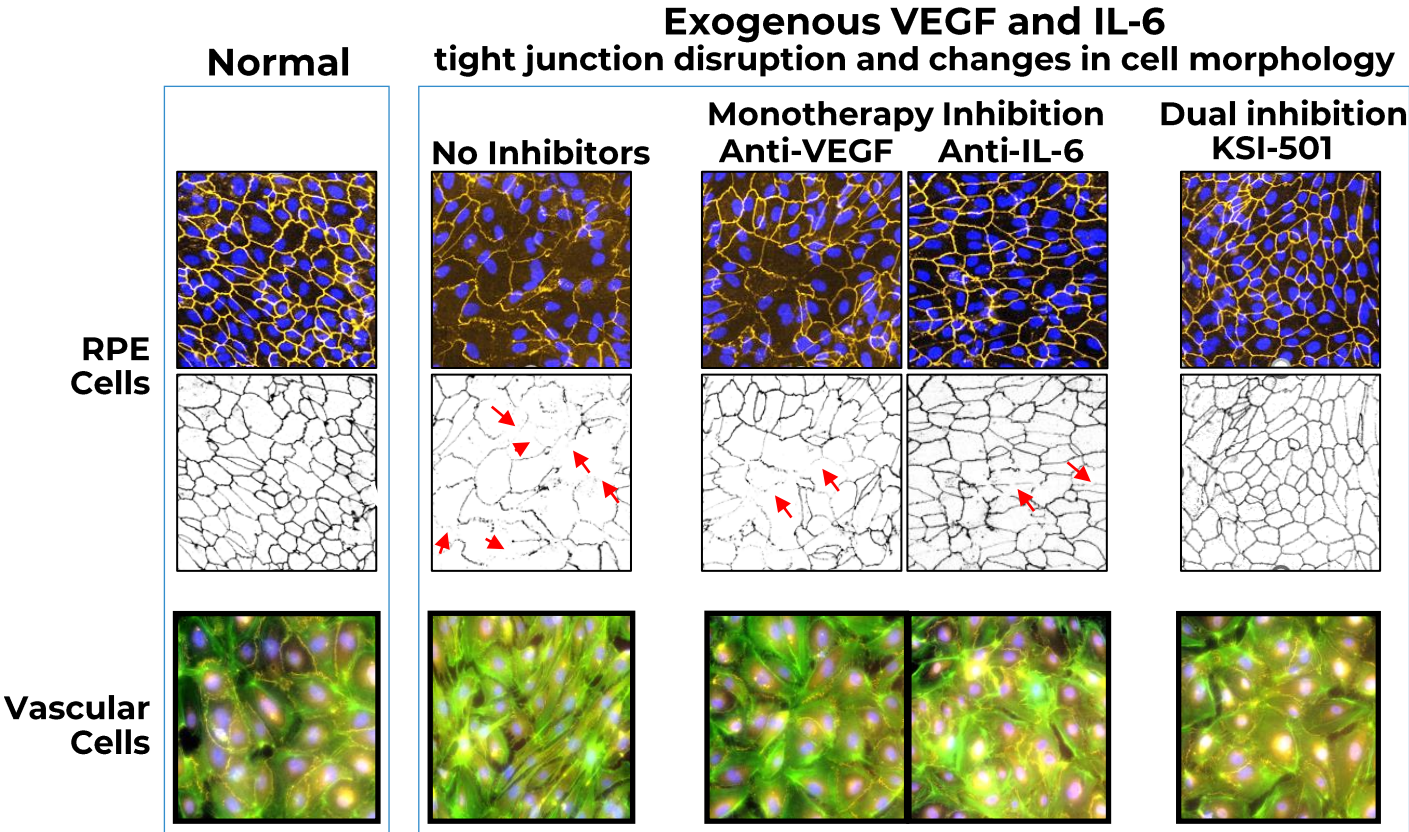 Exogenous VEGF and IL-6
tight junction disruption and changes in cell morphology
Normal
No Inhibitors
Monotherapy Inhibition
Anti-VEGF
Anti-IL-6
Dual inhibition
KSI-501
RPE
Cells
Vascular
Cells